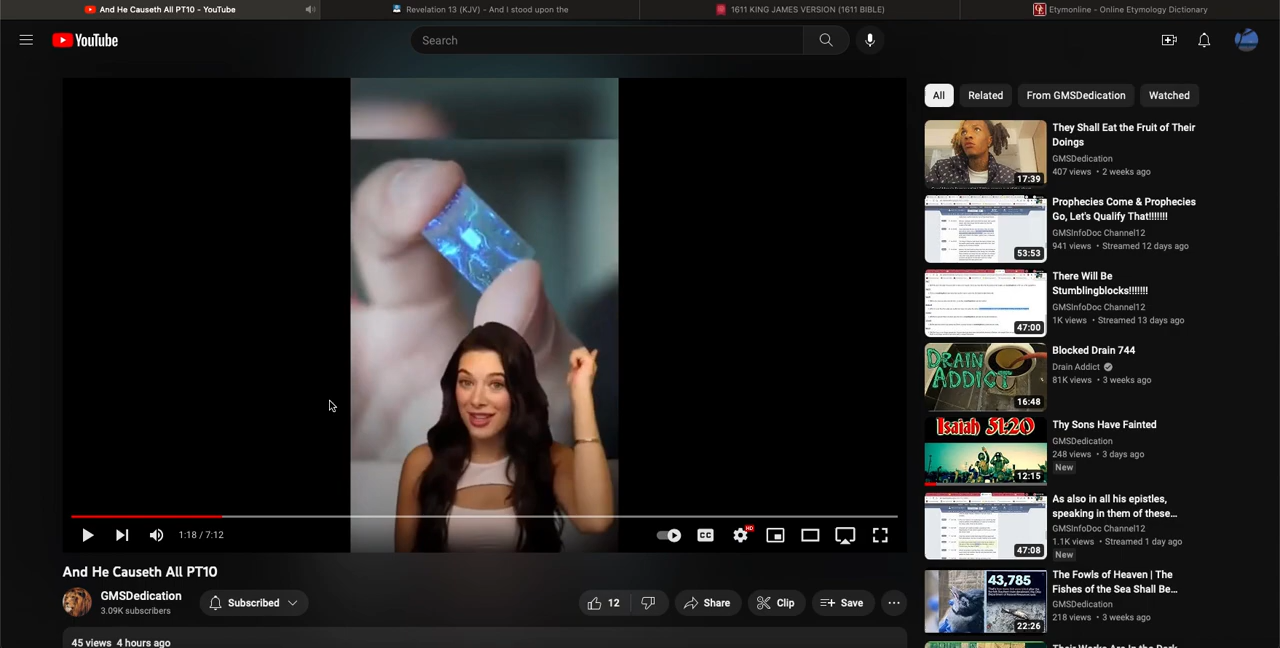 And He Causeth All PT10 - YouTube
Revelation 13 (KJV) - And I stood upon the
1611 KING JAMES VERSION (1611 BIBLE)
Etymonline - Online Etymology Dictionary
YouTube
Search
All
Related
From GMSDedication
Watched
They Shall Eat the Fruit of Their
Doings
GMSDedication
407 views • 2 weeks ago
17:39
Prophecies Come & Prophecies
Go, Let's Qualify That!!!!!!!
GMSInfoDoc Channel12
941 views • Streamed 12 days ago
53:53
There Will Be
Stumblingblocks!!!!!!!
GMSInfoDoc Channel12
1K views • Streamed 13 days ago
47:00
DRAIN
ADDICT
16:48
Blocked Drain 744
Drain Addict
81K views • 3 weeks ago
Isaiah 51:20
12:15
Thy Sons Have Fainted
GMSDedication
248 views • 3 days ago
New
As also in all his epistles,
speaking in them of these...
GMSInfoDoc Channel12
1.1K views • Streamed 1 day ago
New
47:08
43,785
22:26
The Fowls of Heaven | The
Fishes of the Sea Shall Be...
GMSDedication
218 views • 3 weeks ago
/ 7:12
HD
And He Causeth All PT10
GMSDedication
3.09K subscribers
Subscribed
12
Share
Clip
Save
45 views 4 hours ago